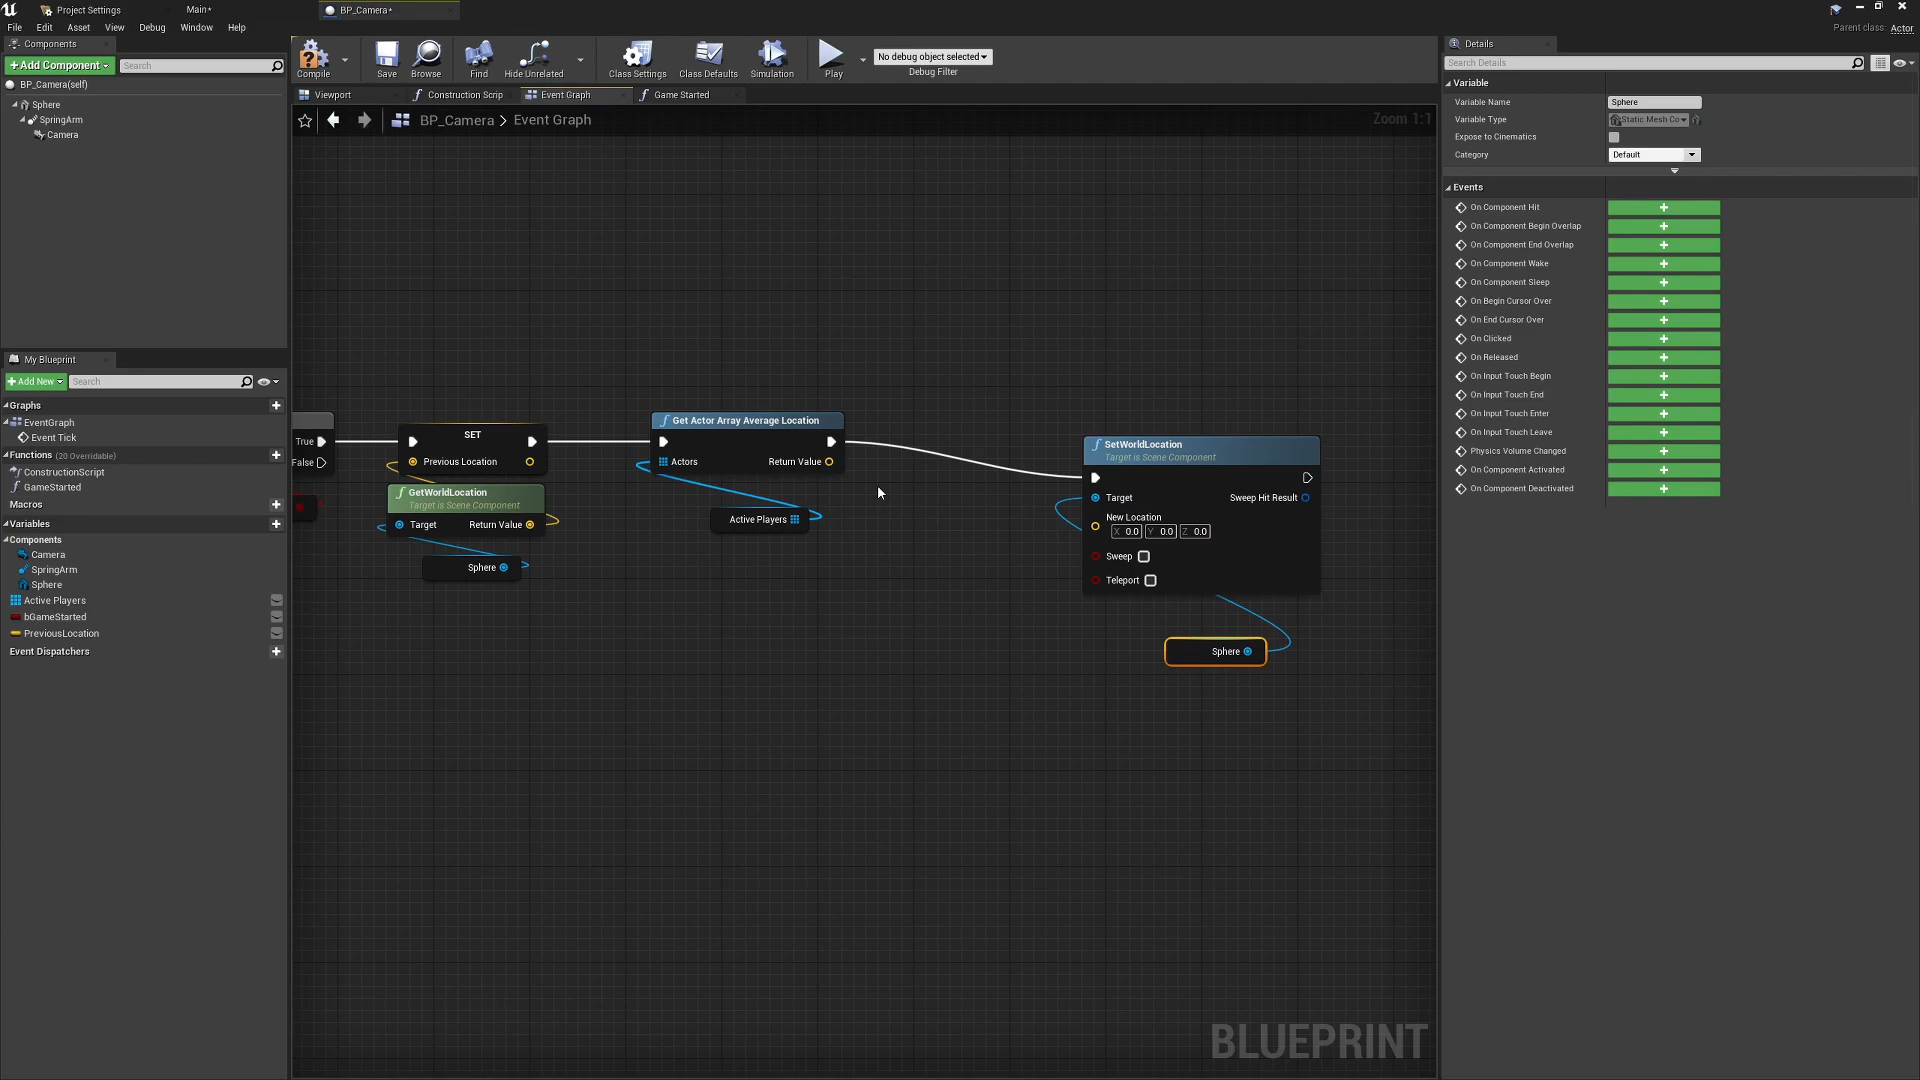 Project Settings
Main*
BP_Camera*
File Edit Asset View Debug Window Help
Parent class: Actor
Components
+Add Component
Search
BP_Camera(self)
Sphere
SpringArm
Camera
Compile
Save
Browse
Find
Hide Unrelated
Class Settings
Class Defaults
Simulation
Play
No debug object selected
Debug Filter
Viewport
Construction Scrip
Event Graph
Game Started
BP_Camera > Event Graph
Zoom 1:1
My Blueprint
+Add New
Search
Graphs
EventGraph
Event Tick
Functions (20 Overridable)
ConstructionScript
GameStarted
Macros
Variables
Components
Camera
SpringArm
Sphere
Active Players
bGameStarted
PreviousLocation
Event Dispatchers
True
False
SET
Previous Location
GetWorldLocation
Target is Scene Component
Target Return Value
Sphere
Get Actor Array Average Location
Actors Return Value
Active Players
SetWorldLocation
Target is Scene Component
Target Sweep Hit Result
New Location
X 0.0 Y 0.0 Z 0.0
Sweep
Teleport
Sphere
BLUEPRINT
Details
Search Details
Variable
Variable Name Sphere
Variable Type Static Mesh Co
Expose to Cinematics
Category Default
Events
On Component Hit
On Component Begin Overlap
On Component End Overlap
On Component Wake
On Component Sleep
On Begin Cursor Over
On End Cursor Over
On Clicked
On Released
On Input Touch Begin
On Input Touch End
On Input Touch Enter
On Input Touch Leave
Physics Volume Changed
On Component Activated
On Component Deactivated